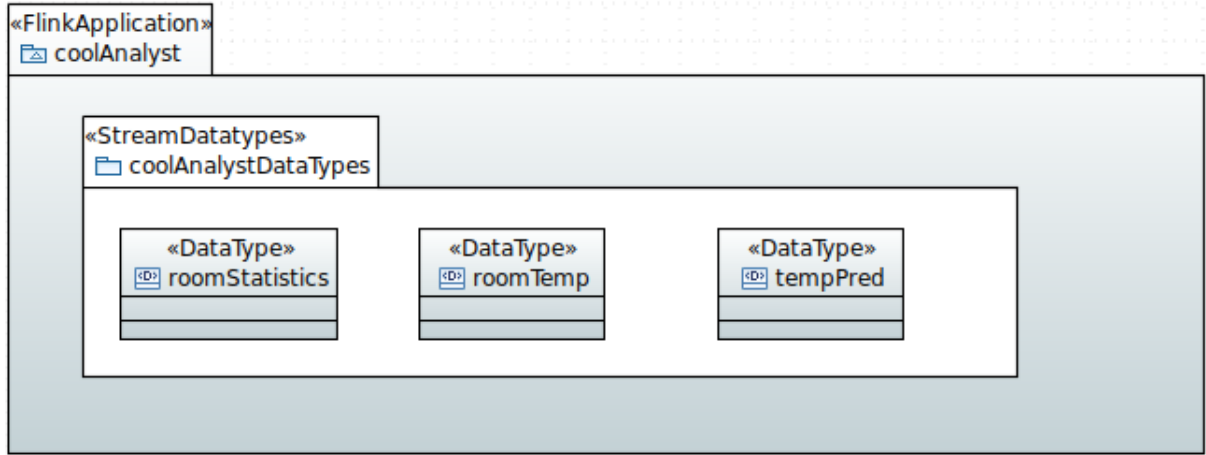 «FlinkApplication»
coolAnalyst
«StreamDatatypes»
coolAnalystDataTypes
«DataType»
<D> roomStatistics
«DataType»
<D> roomTemp
«DataType»
<D> tempPred